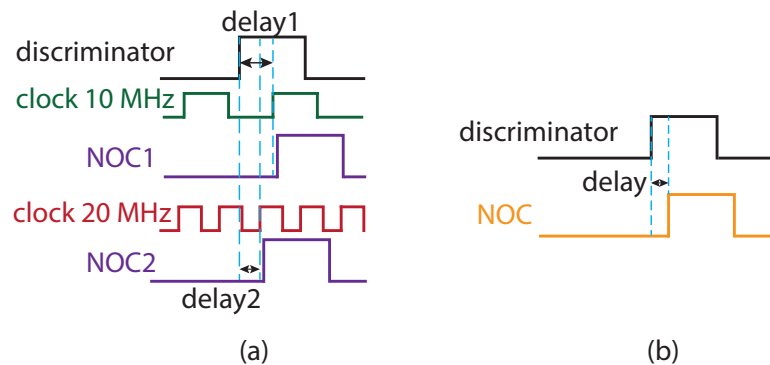 delay1
discriminator
clock 10 MHz
NOC1
clock 20 MHz
NOC2
delay2
(a)
discriminator
delay
NOC
(b)